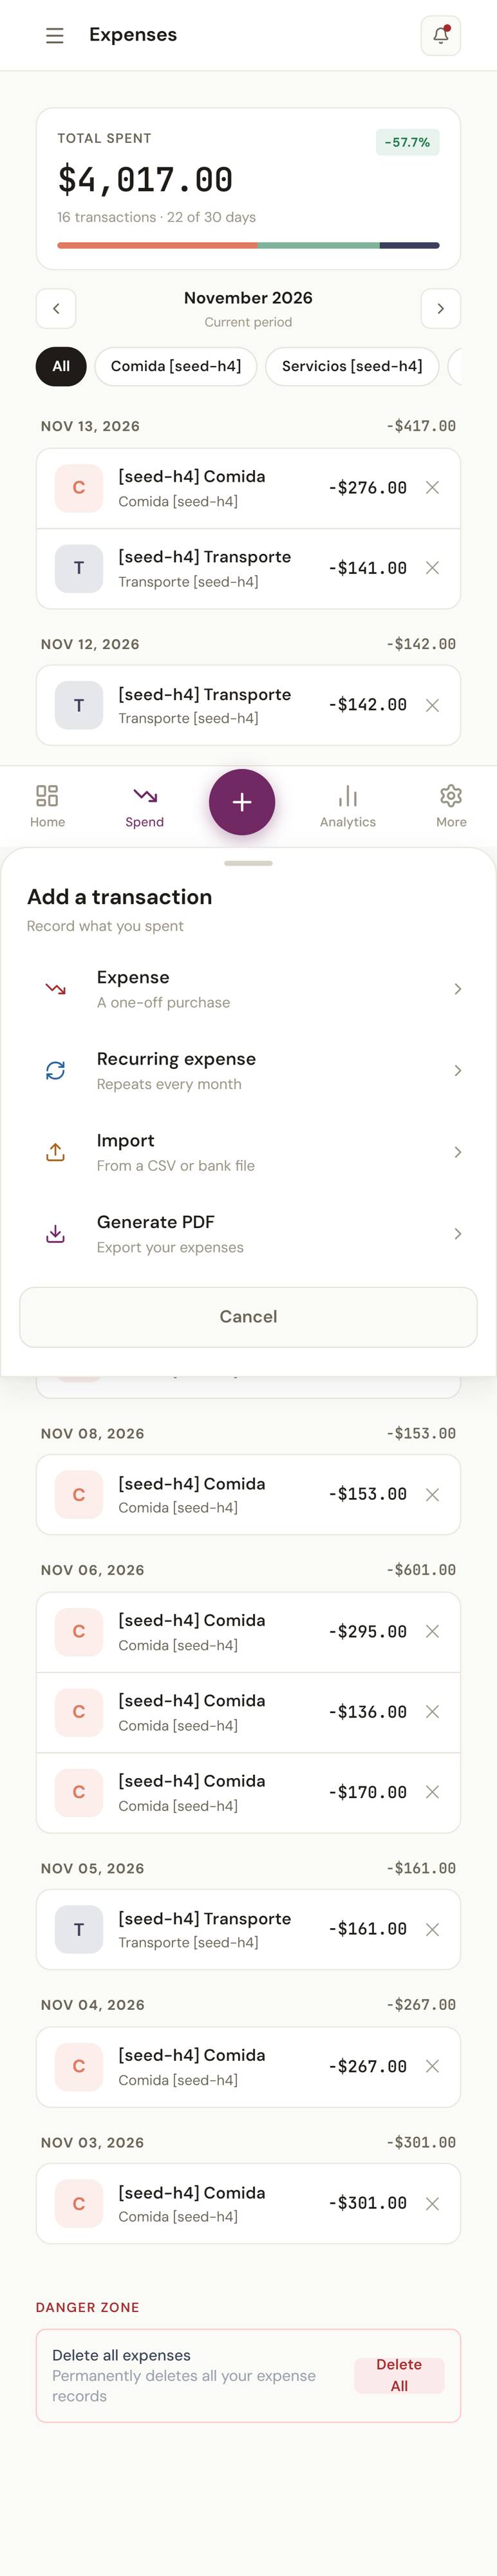 Expenses
TOTAL SPENT
-57.7%
$4,017.00
16 transactions · 22 of 30 days
November 2026
Current period
All
Comida [seed-h4]
Servicios [seed-h4]
NOV 13, 2026
-$417.00
C
[seed-h4] Comida
Comida [seed-h4]
-$276.00
T
[seed-h4] Transporte
Transporte [seed-h4]
-$141.00
NOV 12, 2026
-$142.00
T
[seed-h4] Transporte
Transporte [seed-h4]
-$142.00
Home
Spend
Analytics
More
Add a transaction
Record what you spent
Expense
A one-off purchase
Recurring expense
Repeats every month
Import
From a CSV or bank file
Generate PDF
Export your expenses
Cancel
NOV 08, 2026
-$153.00
C
[seed-h4] Comida
Comida [seed-h4]
-$153.00
NOV 06, 2026
-$601.00
C
[seed-h4] Comida
Comida [seed-h4]
-$295.00
C
[seed-h4] Comida
Comida [seed-h4]
-$136.00
C
[seed-h4] Comida
Comida [seed-h4]
-$170.00
NOV 05, 2026
-$161.00
T
[seed-h4] Transporte
Transporte [seed-h4]
-$161.00
NOV 04, 2026
-$267.00
C
[seed-h4] Comida
Comida [seed-h4]
-$267.00
NOV 03, 2026
-$301.00
C
[seed-h4] Comida
Comida [seed-h4]
-$301.00
DANGER ZONE
Delete all expenses
Permanently deletes all your expense
records
Delete
All